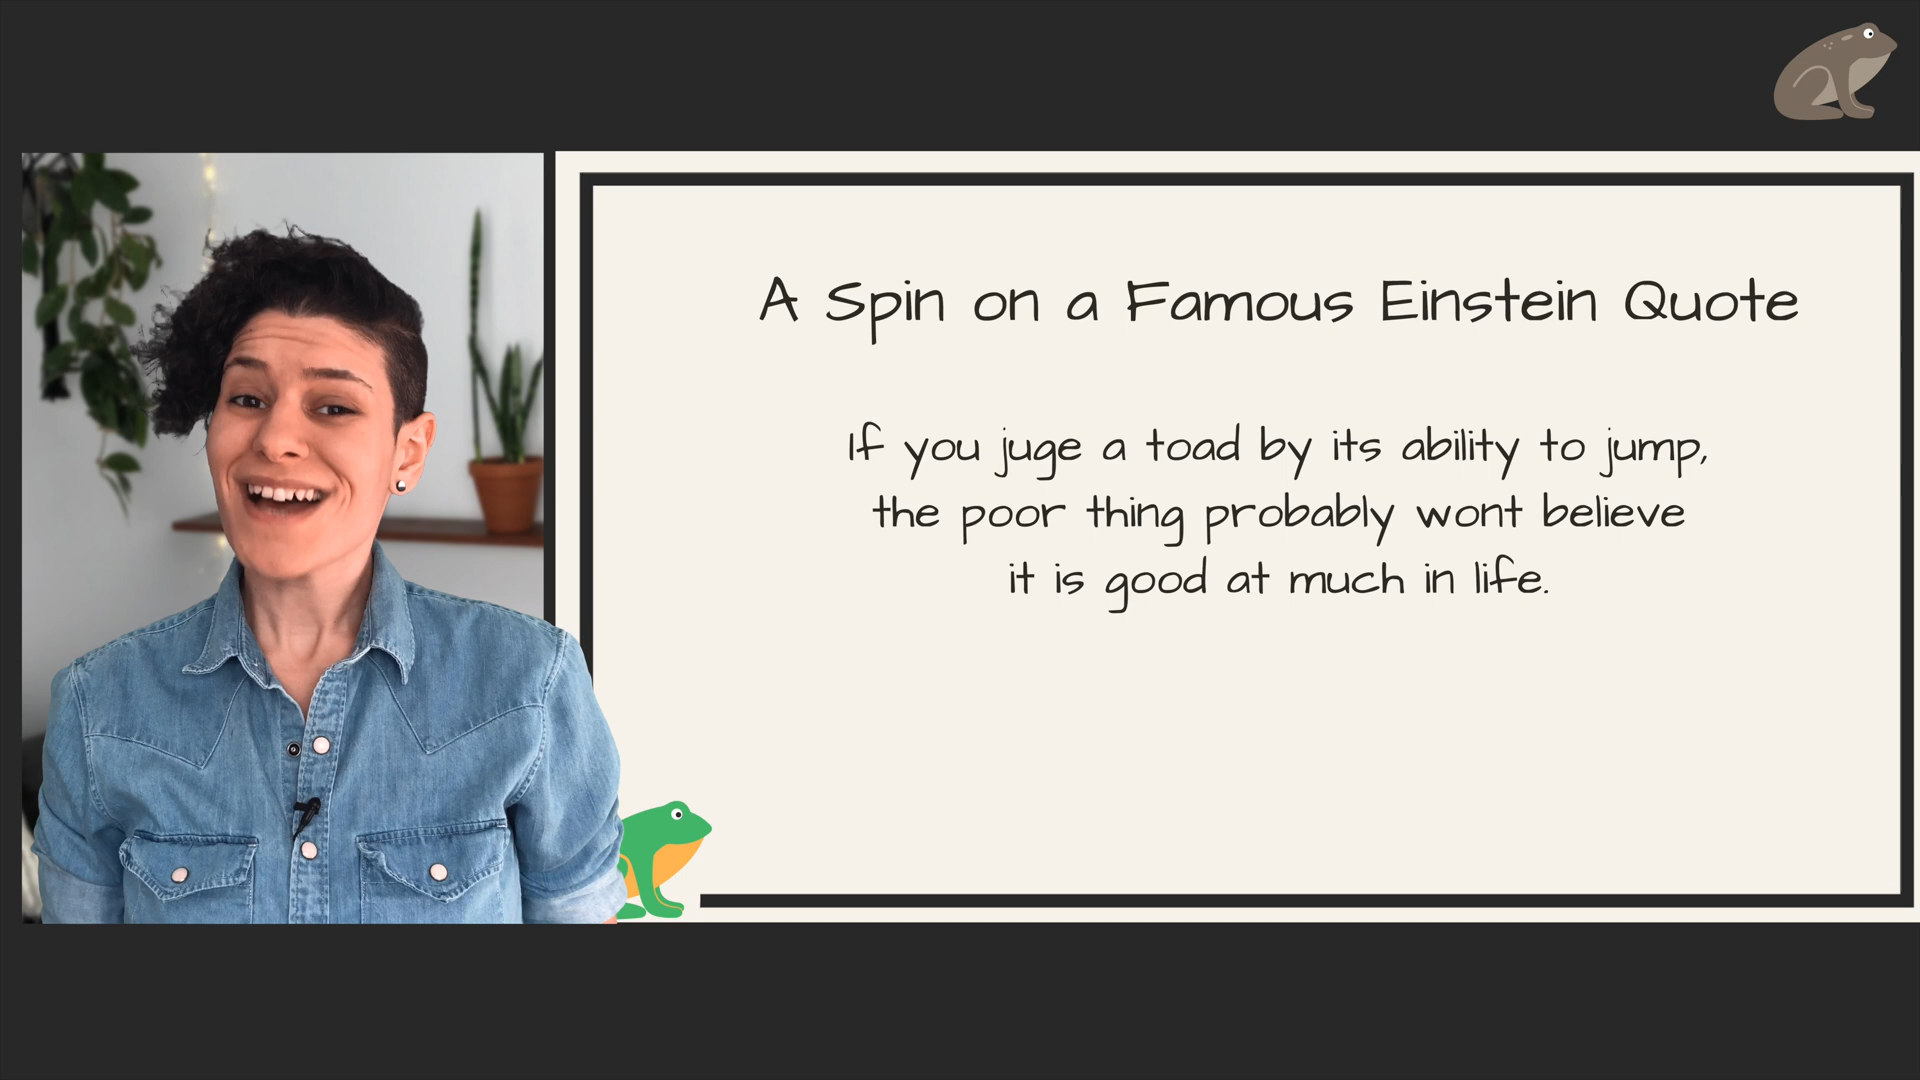 A Spin on a Famous Einstein Quote
If you juge a toad by its ability to jump,
the poor thing probably wont believe
it is good at much in life.